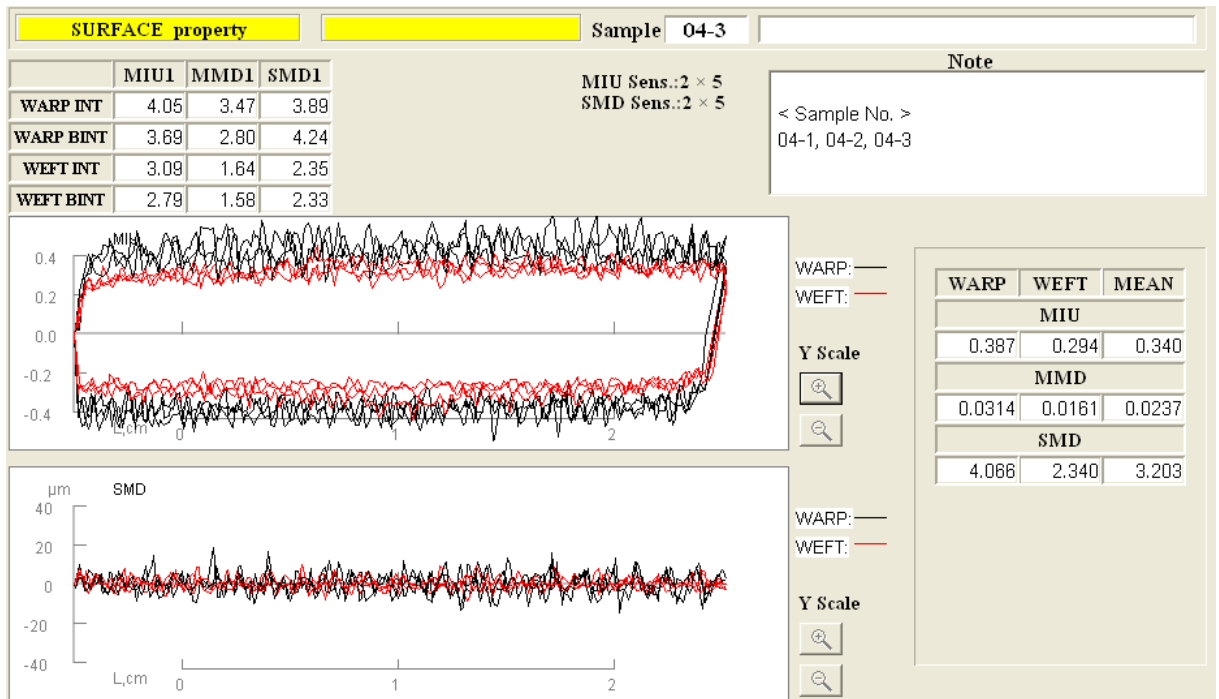 SURFACE property
Sample 04-3
MIU1 MMD1 SMD1
WARP INT 4.05 3.47 3.89
WARP BINT 3.69 2.80 4.24
WEFT INT 3.09 1.64 2.35
WEFT BINT 2.79 1.58 2.33
MIU Sens.:2 × 5
SMD Sens.:2 × 5
Note
< Sample No. >
04-1, 04-2, 04-3
MIU
0.4
0.2
0.0
-0.2
-0.4
L,cm 0 1 2
WARP:
WEFT:
Y Scale
WARP WEFT MEAN
MIU
0.387 0.294 0.340
MMD
0.0314 0.0161 0.0237
SMD
4.066 2.340 3.203
µm SMD
40
20
0
-20
-40
L,cm 0 1 2
WARP:
WEFT:
Y Scale